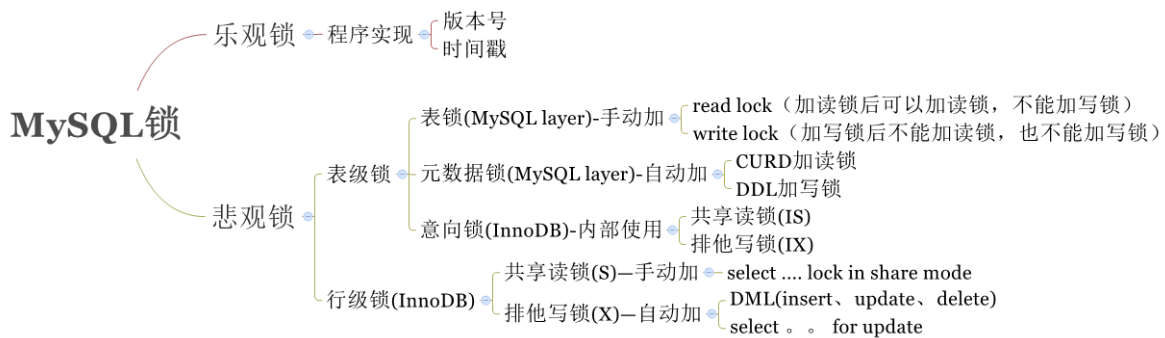 MySQL锁
乐观锁
程序实现
版本号
时间戳
悲观锁
表级锁
表锁(MySQL layer)-手动加
read lock（加读锁后可以加读锁，不能加写锁）
write lock（加写锁后不能加读锁，也不能加写锁）
元数据锁(MySQL layer)-自动加
CURD加读锁
DDL加写锁
意向锁(InnoDB)-内部使用
共享读锁(IS)
排他写锁(IX)
行级锁(InnoDB)
共享读锁(S)—手动加
select .... lock in share mode
排他写锁(X)—自动加
DML(insert、update、delete)
select 。。 for update